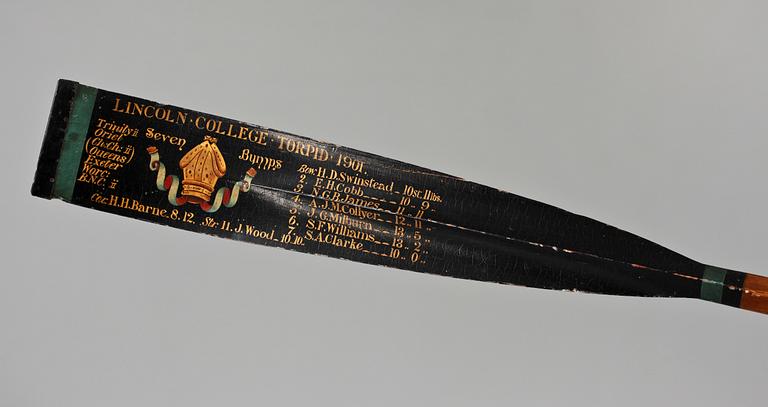 LINCOLN · COLLEGE · TORPID · 1901.
Trinity ii
Oriel
(Ch:Ch: ii)
(Queens)
Exeter
Worc:
B.N.C. ii
Seven
Bumps
Bow H.D. Swinstead _ 10st. 11lbs.
2. E.H. Cobb _ _ _ 10 " 9 "
3. N.G.B. James _ 11 " 11 "
4. A.J.M. Collyer _ 12 " 11 "
5. J.G. Milburn _ _ 13 " 5 "
6. S.F. Williams _ _ 13 " 2 "
7. S.A. Clarke _ _ _ 10 " 0 "
Str: H.J. Wood _ 10.10.
Cox: H.H. Barne. 8.12.